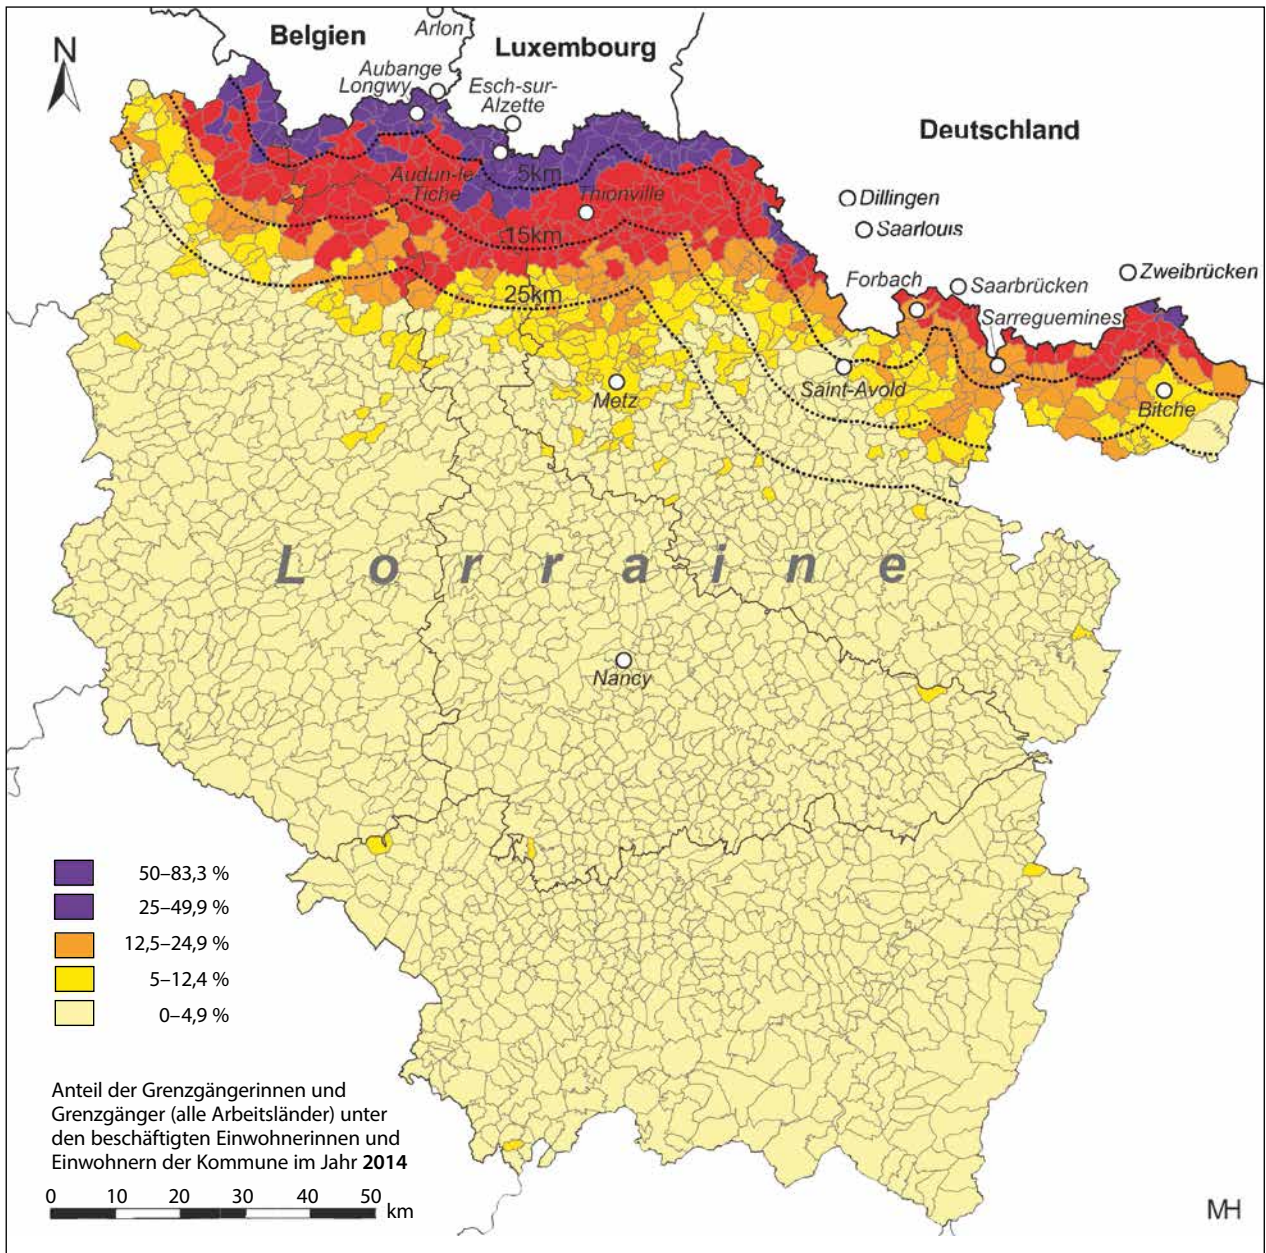 N
Belgien
Arlon
Luxembourg
Aubange
Longwy
Esch-sur-
Alzette
Deutschland
Audun-le-
Tiche
5km
Thionville
Dillingen
Saarlouis
15km
25km
Forbach
Saarbrücken
Zweibrücken
Sarreguemines
Saint-Avold
Metz
Bitche
Lorraine
Nancy
50–83,3 %
25–49,9 %
12,5–24,9 %
5–12,4 %
0–4,9 %
Anteil der Grenzgängerinnen und
Grenzgänger (alle Arbeitsländer) unter
den beschäftigten Einwohnerinnen und
Einwohnern der Kommune im Jahr 2014
0 10 20 30 40 50
km
MH